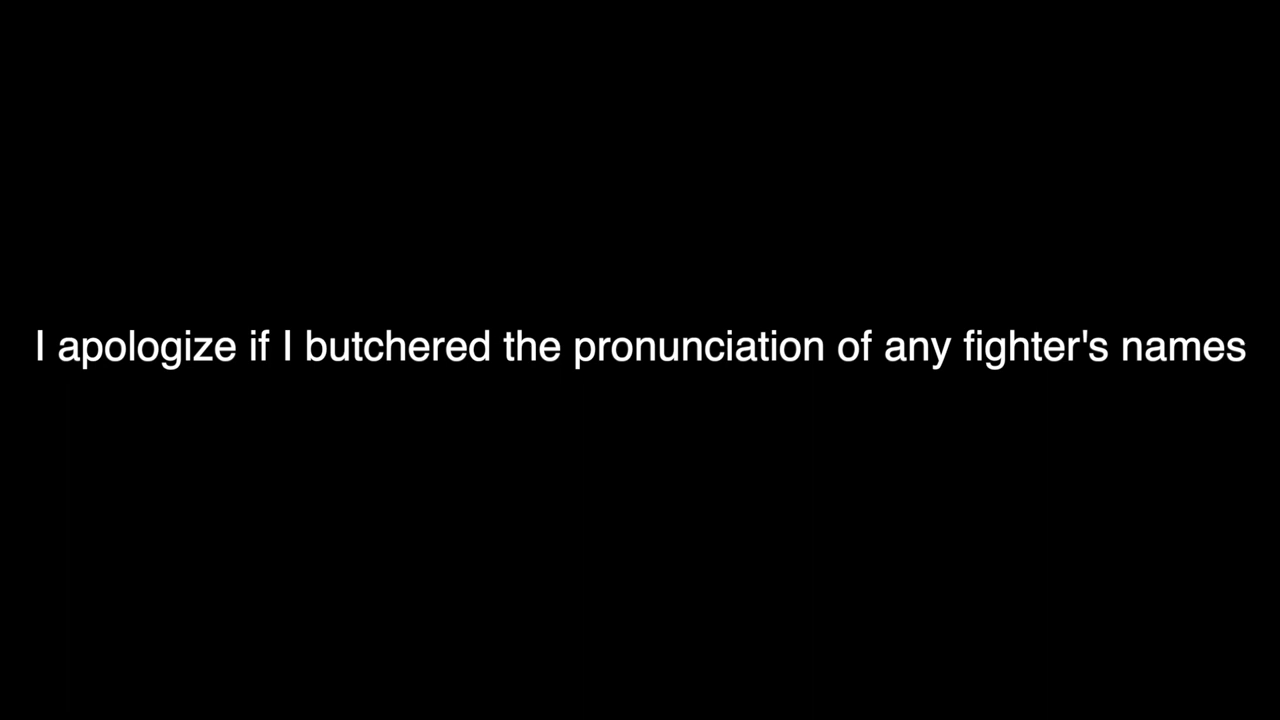 I apologize if I butchered the pronunciation of any fighter's names